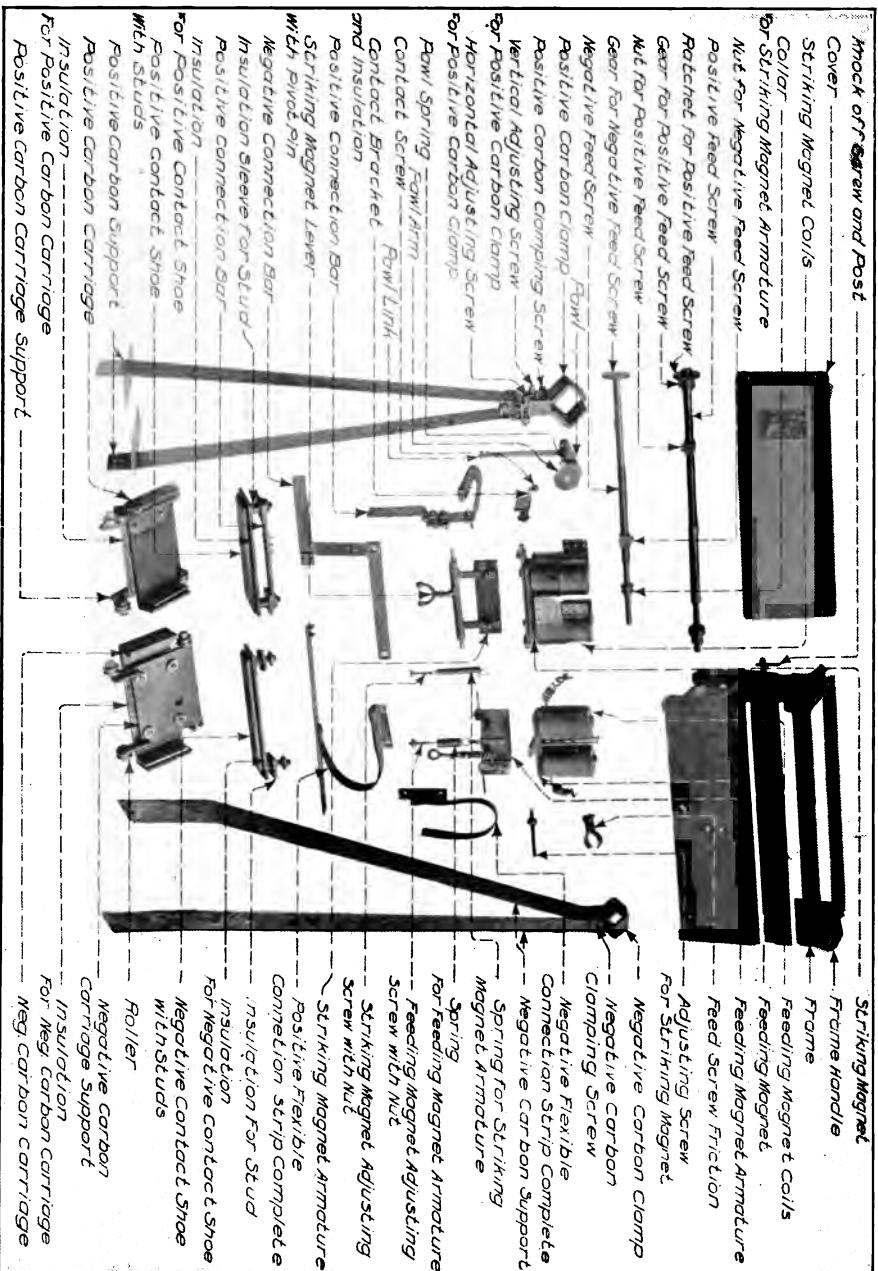 Knock off Screw and Post
Cover
Striking Magnet Coils
Collar
For Striking Magnet Armature
Nut for Negative Feed Screw
Positive Feed Screw
Ratchet for Positive Feed Screw
Gear for Positive Feed Screw
Nut for Positive Feed Screw
Gear for Negative Feed Screw
Negative Feed Screw
Pawl
Positive Carbon Clamp
Positive Carbon Clamping Screw
Vertical Adjusting Screw
For Positive Carbon Clamp
Horizontal Adjusting Screw
For Positive Carbon Clamp
Pawl Spring
Pawl Arm
Contact Screw
Pawl Link
Contact Bracket
and Insulation
Positive Connection Bar
Striking Magnet Lever
With Pivot Pin
Negative Connection Bar
Insulation Sleeve for Stud
Positive Connection Bar
Insulation
For Positive Contact Shoe
Positive Contact Shoe
With Studs
Positive Carbon Support
Positive Carbon Carriage
Insulation
For Positive Carbon Carriage
Positive Carbon Carriage Support
Striking Magnet
Frame Handle
Frame
Feeding Magnet Coils
Feeding Magnet
Feeding Magnet Armature
Feed Screw Friction
Adjusting Screw
For Striking Magnet
Negative Carbon Clamp
Negative Carbon
Clamping Screw
Negative Flexible
Connection Strip Complete
Negative Carbon Support
Spring for Striking
Magnet Armature
Spring
For Feeding Magnet Armature
Feeding Magnet Adjusting
Screw with Nut
Striking Magnet Adjusting
Screw with Nut
Striking Magnet Armature
Positive Flexible
Connetion Strip Complete
Insulation For Stud
Insulation
For Negative Contact Shoe
Negative Contact Shoe
with Studs
Roller
Negative Carbon
Carriage Support
Insulation
For Neg. Carbon Carriage
Neg. Carbon Carriage